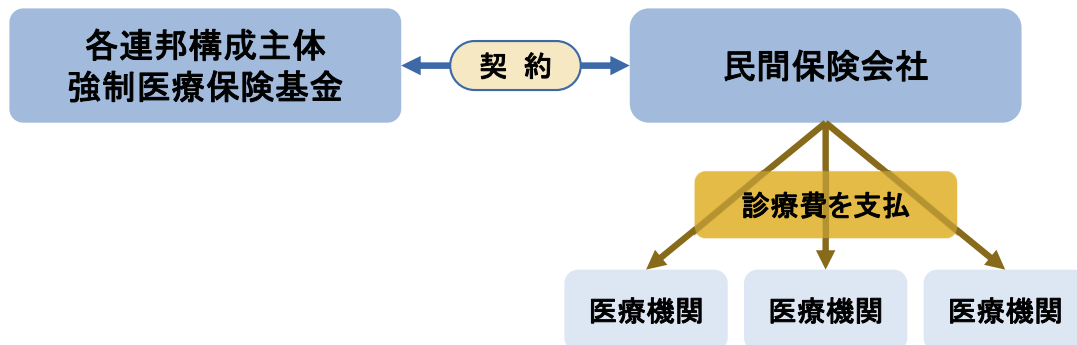 各連邦構成主体
強制医療保険基金
契 約
民間保険会社
診療費を支払
医療機関
医療機関
医療機関